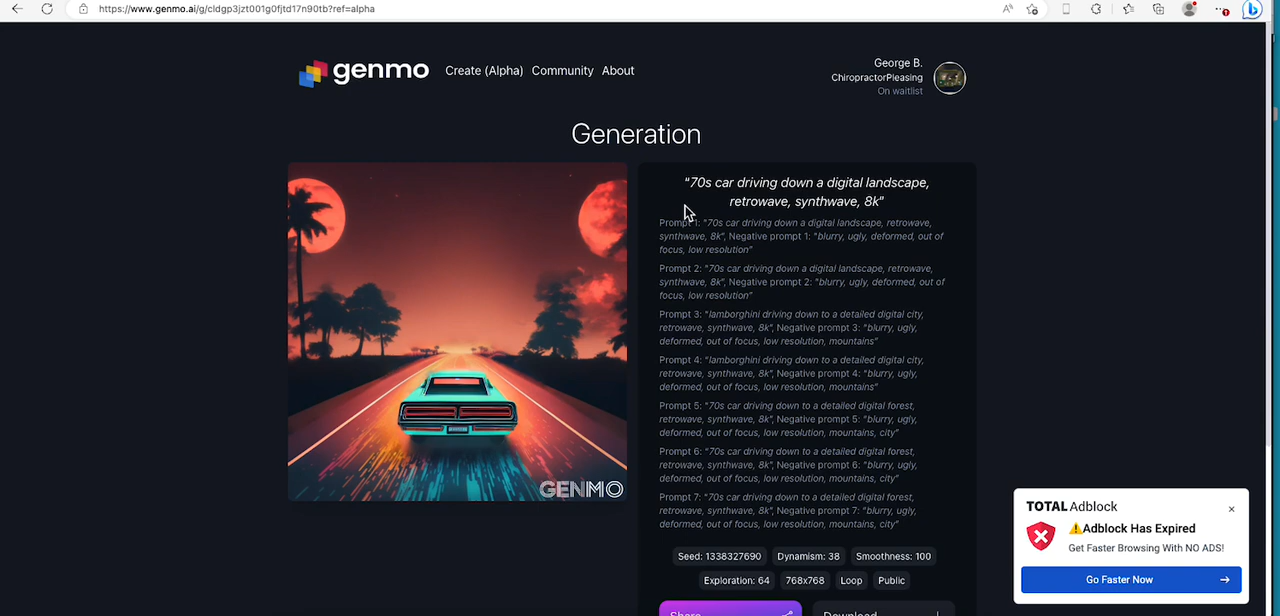 https://www.genmo.ai/g/cldgp3jzt001g0fjtd17n90tb?ref=alpha
genmo
Create (Alpha) Community About
George B.
ChiropractorPleasing
On waitlist
Generation
"70s car driving down a digital landscape,
retrowave, synthwave, 8k"
Prompt 1: "70s car driving down a digital landscape, retrowave,
synthwave, 8k", Negative prompt 1: "blurry, ugly, deformed, out of
focus, low resolution"
Prompt 2: "70s car driving down a digital landscape, retrowave,
synthwave, 8k", Negative prompt 2: "blurry, ugly, deformed, out of
focus, low resolution"
Prompt 3: "lamborghini driving down to a detailed digital city,
retrowave, synthwave, 8k", Negative prompt 3: "blurry, ugly,
deformed, out of focus, low resolution, mountains"
Prompt 4: "lamborghini driving down to a detailed digital city,
retrowave, synthwave, 8k", Negative prompt 4: "blurry, ugly,
deformed, out of focus, low resolution, mountains"
Prompt 5: "70s car driving down to a detailed digital forest,
retrowave, synthwave, 8k", Negative prompt 5: "blurry, ugly,
deformed, out of focus, low resolution, mountains, city"
Prompt 6: "70s car driving down to a detailed digital forest,
retrowave, synthwave, 8k", Negative prompt 6: "blurry, ugly,
deformed, out of focus, low resolution, mountains, city"
Prompt 7: "70s car driving down to a detailed digital forest,
retrowave, synthwave, 8k", Negative prompt 7: "blurry, ugly,
deformed, out of focus, low resolution, mountains, city"
GENMO
Seed: 1338327690 Dynamism: 38 Smoothness: 100
Exploration: 64 768x768 Loop Public
Share Download
TOTAL Adblock
Adblock Has Expired
Get Faster Browsing With NO ADS!
Go Faster Now